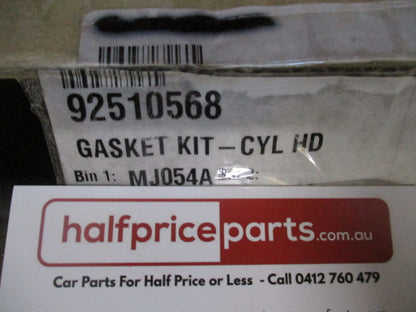 92510568
GASKET KIT-CYL HD
Bin 1: MJ054A
halfpriceparts.com.au
Car Parts For Half Price or Less - Call 0412 760 479